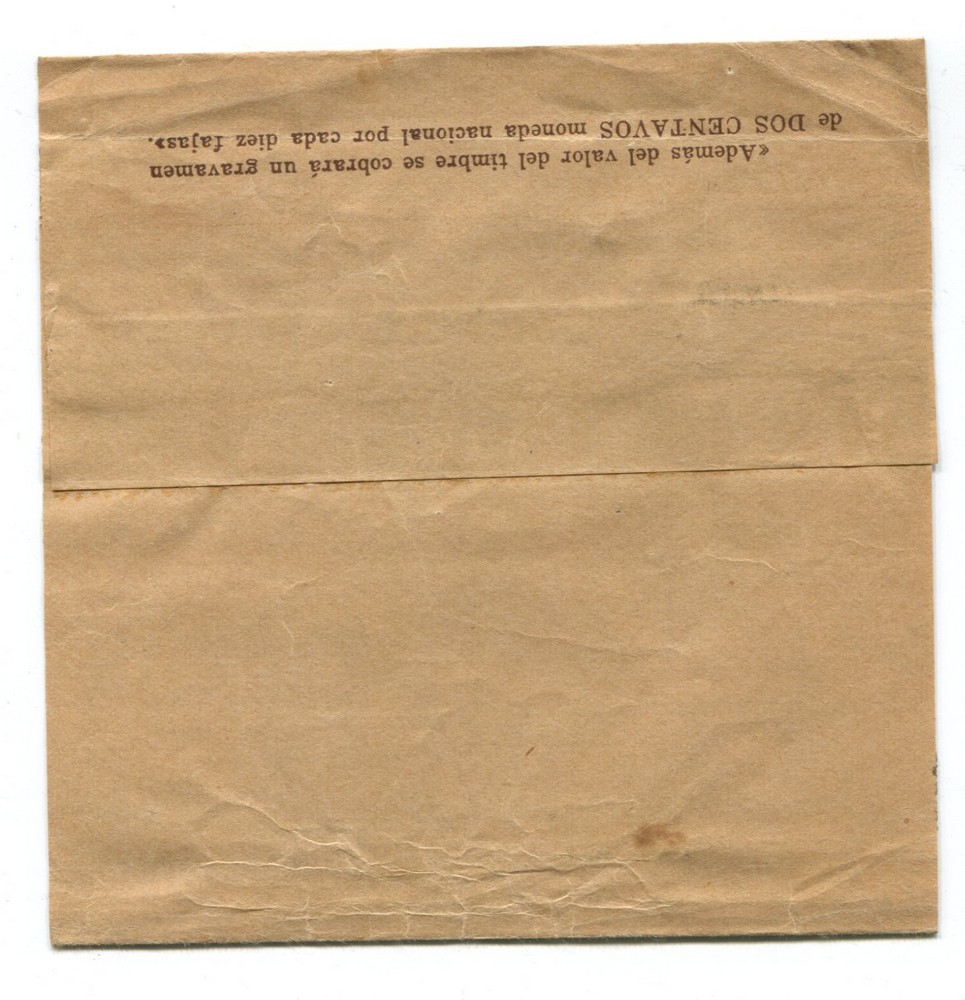 «Además del valor del timbre se cobrará un gravamen
de DOS CENTAVOS moneda nacional por cada diez fajas».